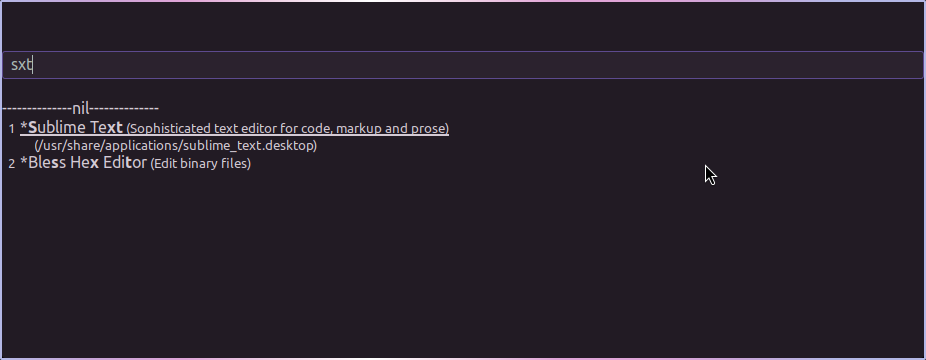 sxt
--------------nil--------------
1 *Sublime Text (Sophisticated text editor for code, markup and prose)
(/usr/share/applications/sublime_text.desktop)
2 *Bless Hex Editor (Edit binary files)